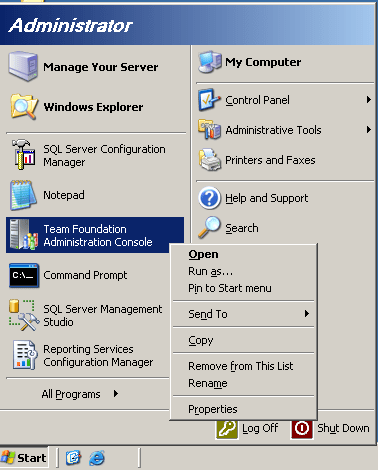 Administrator
Manage Your Server
Windows Explorer
SQL Server Configuration
Manager
Notepad
Team Foundation
Administration Console
Command Prompt
SQL Server Management
Studio
Reporting Services
Configuration Manager
All Programs
My Computer
Control Panel
Administrative Tools
Printers and Faxes
Help and Support
Search
Open
Run as...
Pin to Start menu
Send To
Copy
Remove from This List
Rename
Properties
Log Off
Shut Down
Start